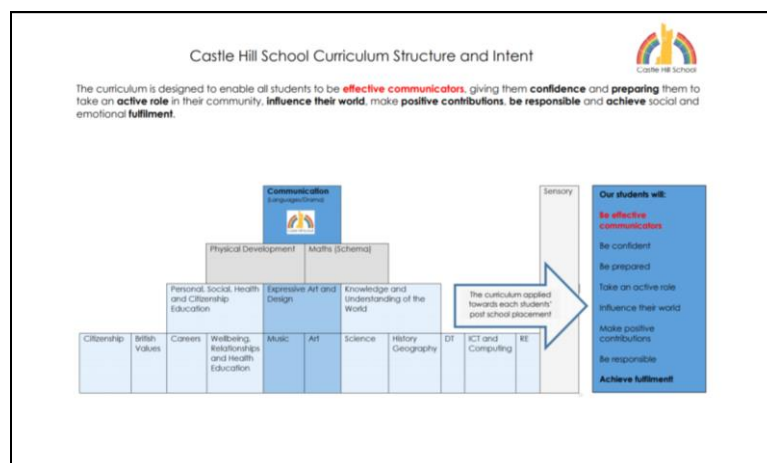 Castle Hill School Curriculum Structure and Intent
Castle Hill School
The curriculum is designed to enable all students to be effective communicators, giving them confidence and preparing them to
take an active role in their community, influence their world, make positive contributions, be responsible and achieve social and
emotional fulfilment.
Communication
(Languages/Drama)
Sensory
Physical Development
Maths (Schema)
Personal, Social, Health
and Citizenship
Education
Expressive Art and
Design
Knowledge and
Understanding of the
World
Citizenship
British
Values
Careers
Wellbeing,
Relationships
and Health
Education
Music
Art
Science
History
Geography
DT
ICT and
Computing
RE
The curriculum applied
towards each students'
post school placement
Our students will:
Be effective
communicators
Be confident
Be prepared
Take an active role
Influence their world
Make positive
contributions
Be responsible
Achieve fulfilment!